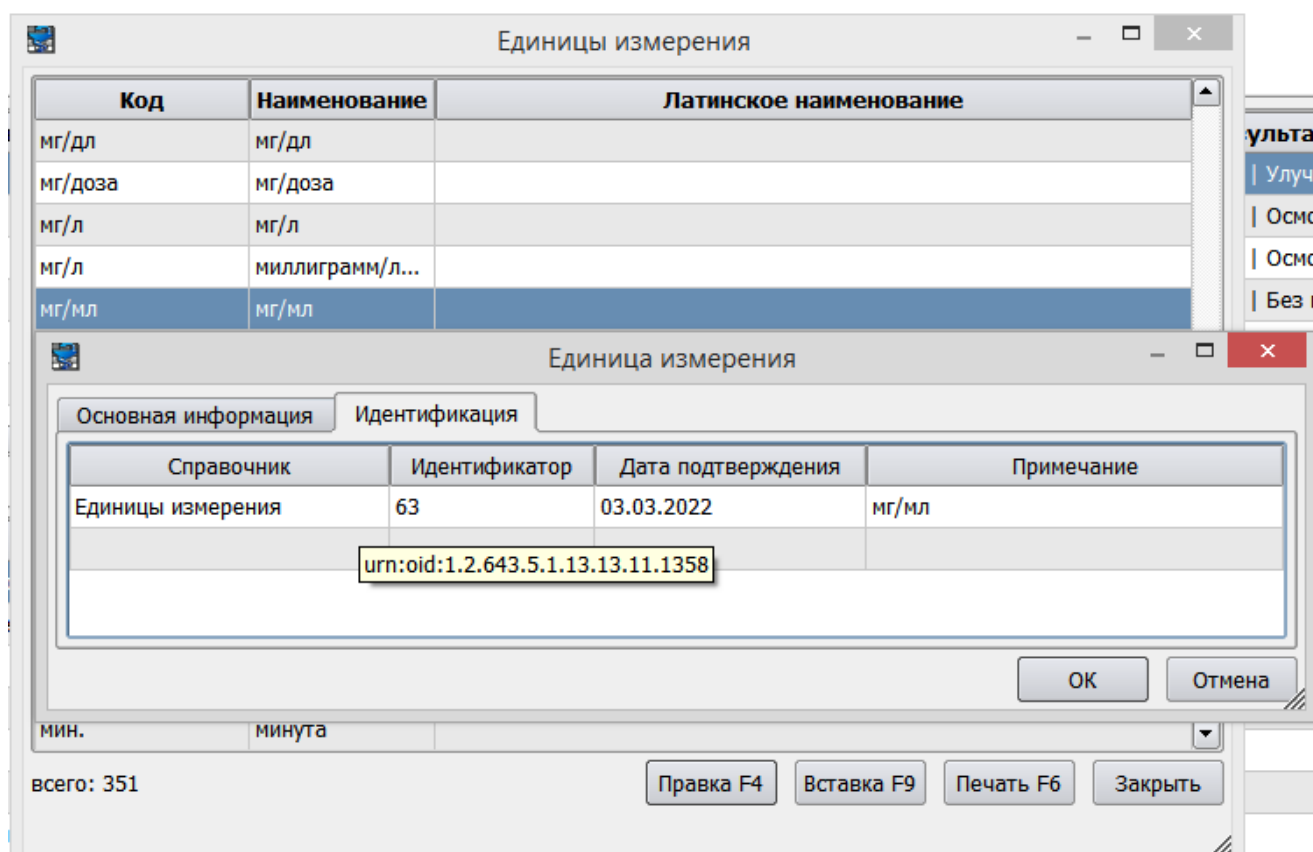 Единицы измерения
Код Наименование Латинское наименование
мг/дл мг/дл
мг/доза мг/доза
мг/л мг/л
мг/л миллиграмм/л...
мг/мл мг/мл
Единица измерения
Основная информация Идентификация
Справочник Идентификатор Дата подтверждения Примечание
Единицы измерения 63 03.03.2022 мг/мл
urn:oid:1.2.643.5.1.13.13.11.1358
ОК Отмена
мин. минута
всего: 351 Правка F4 Вставка F9 Печать F6 Закрыть
| Без